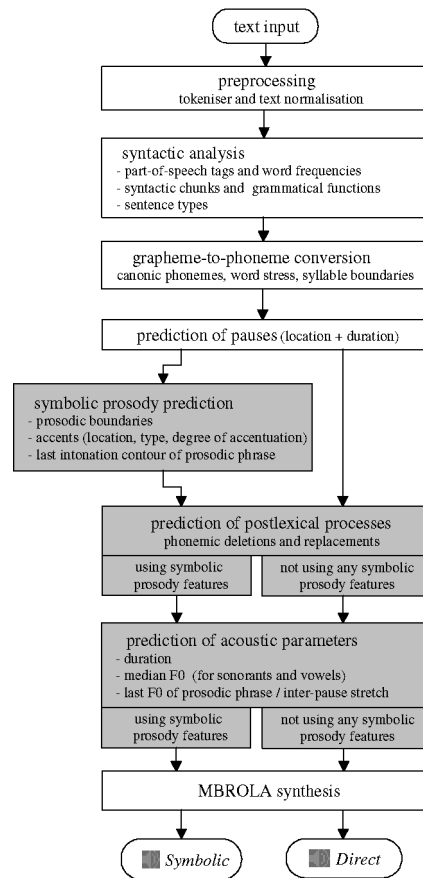 text input
preprocessing
tokeniser and text normalisation
syntactic analysis
- part-of-speech tags and word frequencies
- syntactic chunks and grammatical functions
- sentence types
grapheme-to-phoneme conversion
canonic phonemes, word stress, syllable boundaries
prediction of pauses (location + duration)
symbolic prosody prediction
- prosodic boundaries
- accents (location, type, degree of accentuation)
- last intonation contour of prosodic phrase
prediction of postlexical processes
phonemic deletions and replacements
using symbolic
prosody features
not using any symbolic
prosody features
prediction of acoustic parameters
- duration
- median F0 (for sonorants and vowels)
- last F0 of prosodic phrase / inter-pause stretch
using symbolic
prosody features
not using any symbolic
prosody features
MBROLA synthesis
Symbolic
Direct